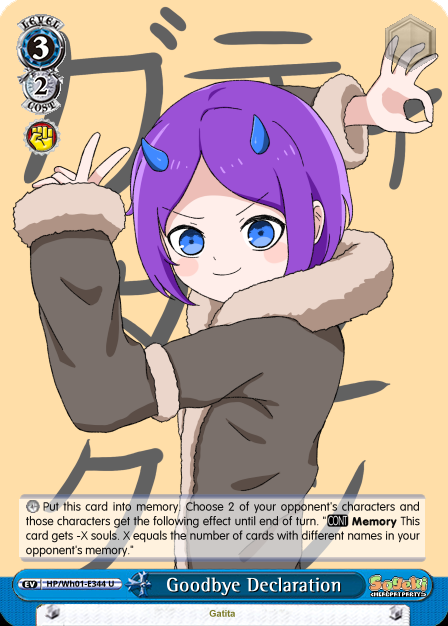 LEVEL
3
2
COST
Put this card into memory. Choose 2 of your opponent's characters and
those characters get the following effect until end of turn. "CONT Memory This
card gets -X souls. X equals the number of cards with different names in your
opponent's memory."
EV HP/Wh01-E344 U Goodbye Declaration
Gatita